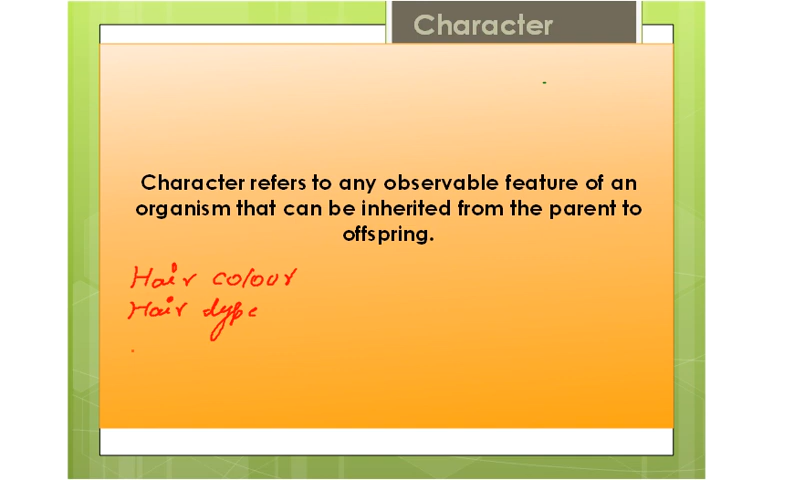 Character
Character refers to any observable feature of an
organism that can be inherited from the parent to
offspring.
Hair colour
Hair type